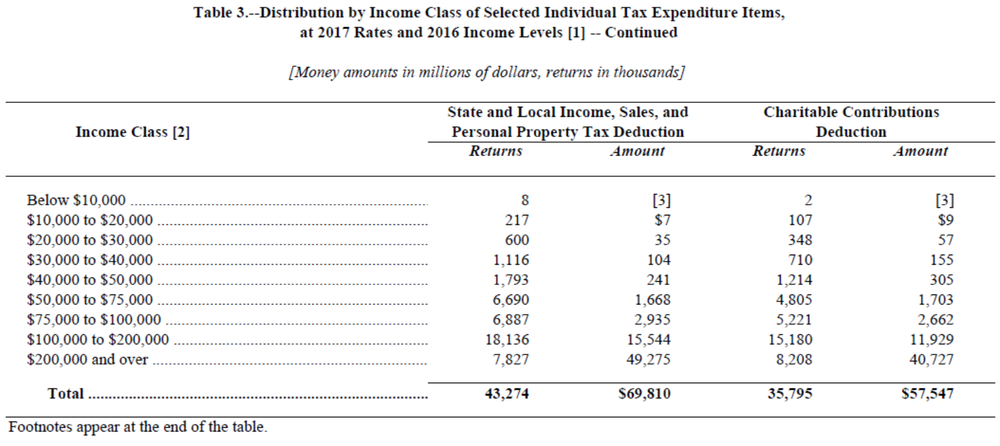 Table 3.--Distribution by Income Class of Selected Individual Tax Expenditure Items,
at 2017 Rates and 2016 Income Levels [1] -- Continued
[Money amounts in millions of dollars, returns in thousands]
State and Local Income, Sales, and Charitable Contributions
Income Class [2] Personal Property Tax Deduction Deduction
Returns Amount Returns Amount
Below $10,000 8 [3] 2 [3]
$10,000 to $20,000 217 $7 107 $9
$20,000 to $30,000 600 35 348 57
$30,000 to $40,000 1,116 104 710 155
$40,000 to $50,000 1,793 241 1,214 305
$50,000 to $75,000 6,690 1,668 4,805 1,703
$75,000 to $100,000 6,887 2,935 5,221 2,662
$100,000 to $200,000 18,136 15,544 15,180 11,929
$200,000 and over 7,827 49,275 8,208 40,727
Total 43,274 $69,810 35,795 $57,547
Footnotes appear at the end of the table.